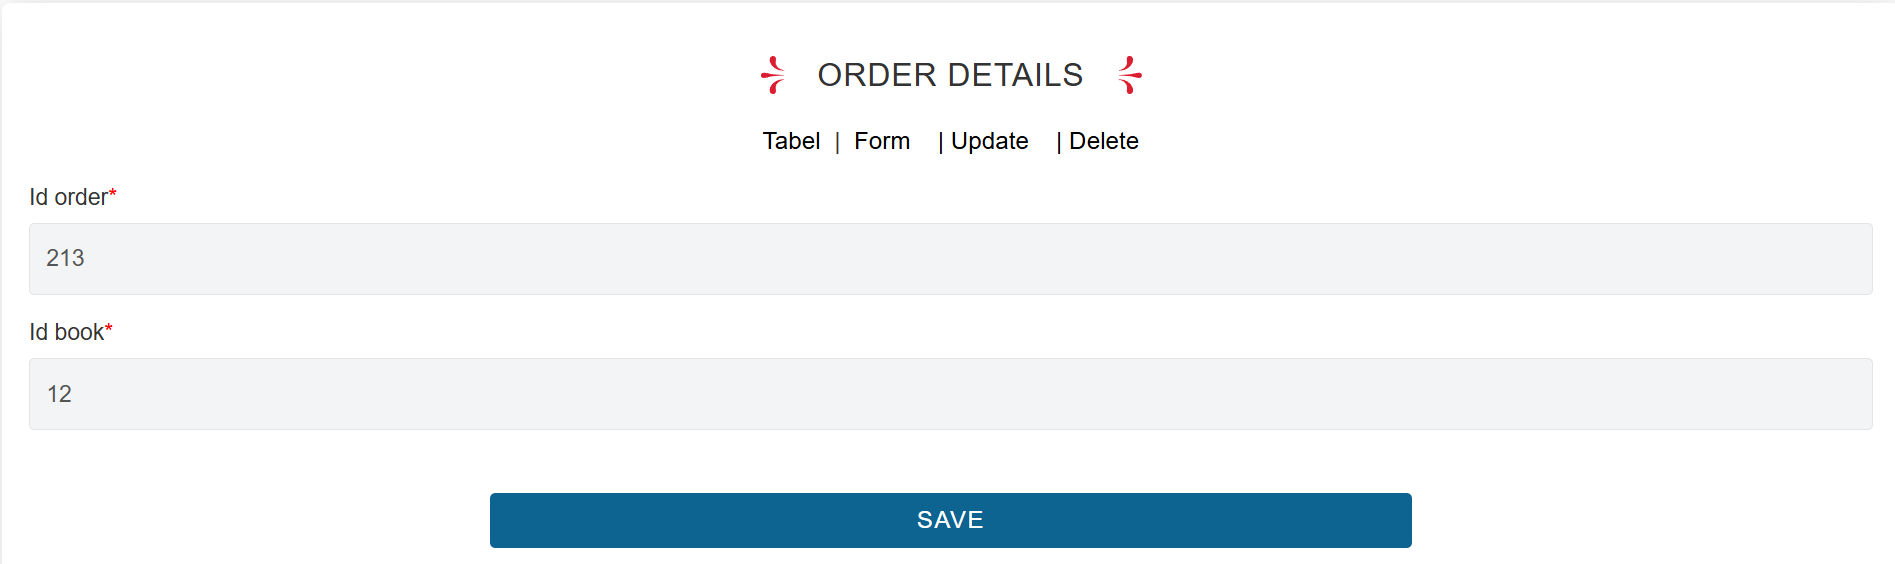 ORDER DETAILS
Tabel | Form | Update | Delete
Id order*
213
Id book*
12
SAVE